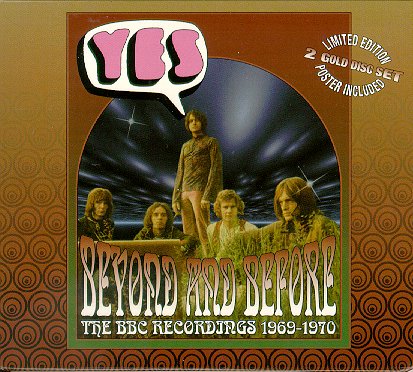 YES
LIMITED EDITION
2 GOLD DISC SET
POSTER INCLUDED
BEYOND AND BEFORE
THE BBC RECORDINGS 1969-1970